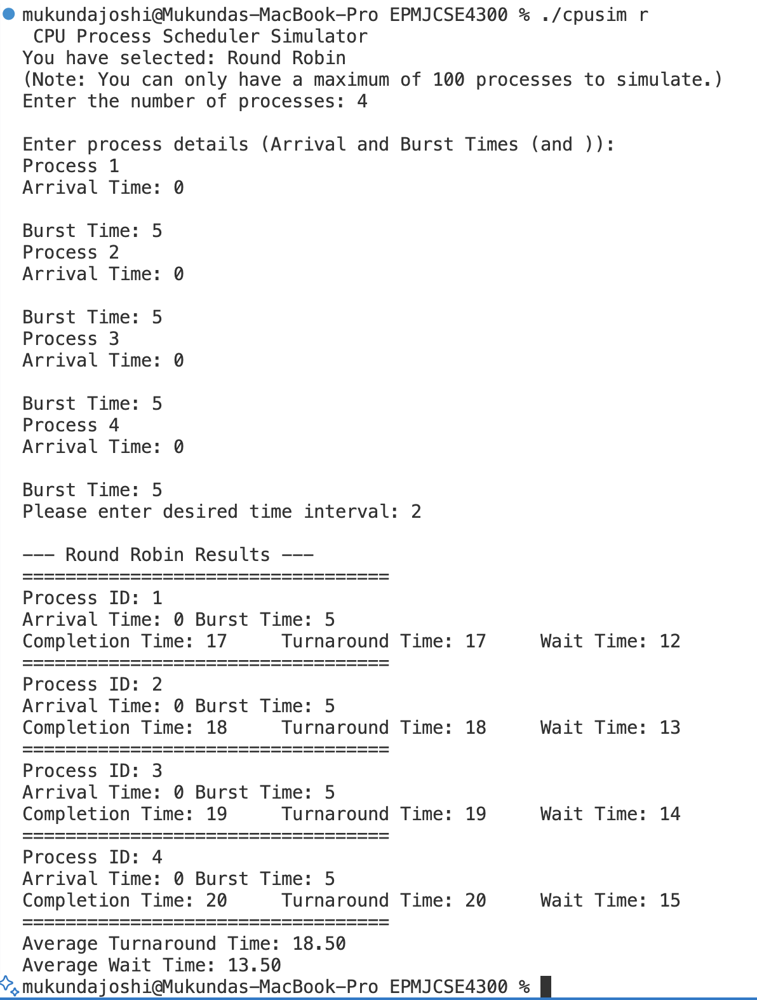 mukundajoshi@Mukundas-MacBook-Pro EPMJCSE4300 % ./cpusim r
CPU Process Scheduler Simulator
You have selected: Round Robin
(Note: You can only have a maximum of 100 processes to simulate.)
Enter the number of processes: 4
Enter process details (Arrival and Burst Times (and )):
Process 1
Arrival Time: 0
Burst Time: 5
Process 2
Arrival Time: 0
Burst Time: 5
Process 3
Arrival Time: 0
Burst Time: 5
Process 4
Arrival Time: 0
Burst Time: 5
Please enter desired time interval: 2
--- Round Robin Results ---
==================================
Process ID: 1
Arrival Time: 0 Burst Time: 5
Completion Time: 17     Turnaround Time: 17     Wait Time: 12
==================================
Process ID: 2
Arrival Time: 0 Burst Time: 5
Completion Time: 18     Turnaround Time: 18     Wait Time: 13
==================================
Process ID: 3
Arrival Time: 0 Burst Time: 5
Completion Time: 19     Turnaround Time: 19     Wait Time: 14
==================================
Process ID: 4
Arrival Time: 0 Burst Time: 5
Completion Time: 20     Turnaround Time: 20     Wait Time: 15
==================================
Average Turnaround Time: 18.50
Average Wait Time: 13.50
mukundajoshi@Mukundas-MacBook-Pro EPMJCSE4300 %